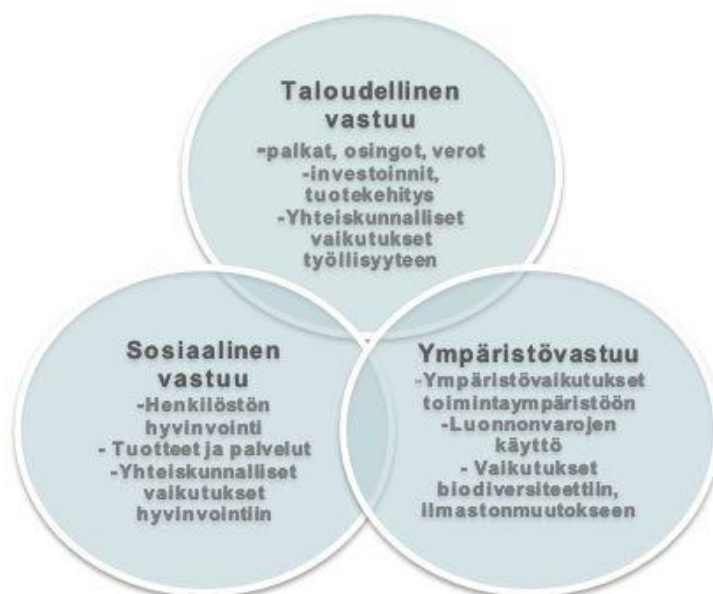 Taloudellinen
vastuu
-palkat, osingot, verot
-investoinnit,
tuotekehitys
-Yhteiskunnalliset
vaikutukset
työllisyyteen
Sosiaalinen
vastuu
-Henkilöstön
hyvinvointi
- Tuotteet ja palvelut
-Yhteiskunnalliset
vaikutukset
hyvinvointiin
Ympäristövastuu
-Ympäristövaikutukset
toimintaympäristöön
-Luonnonvarojen
käyttö
- Vaikutukset
biodiversiteettiin,
ilmastonmuutokseen